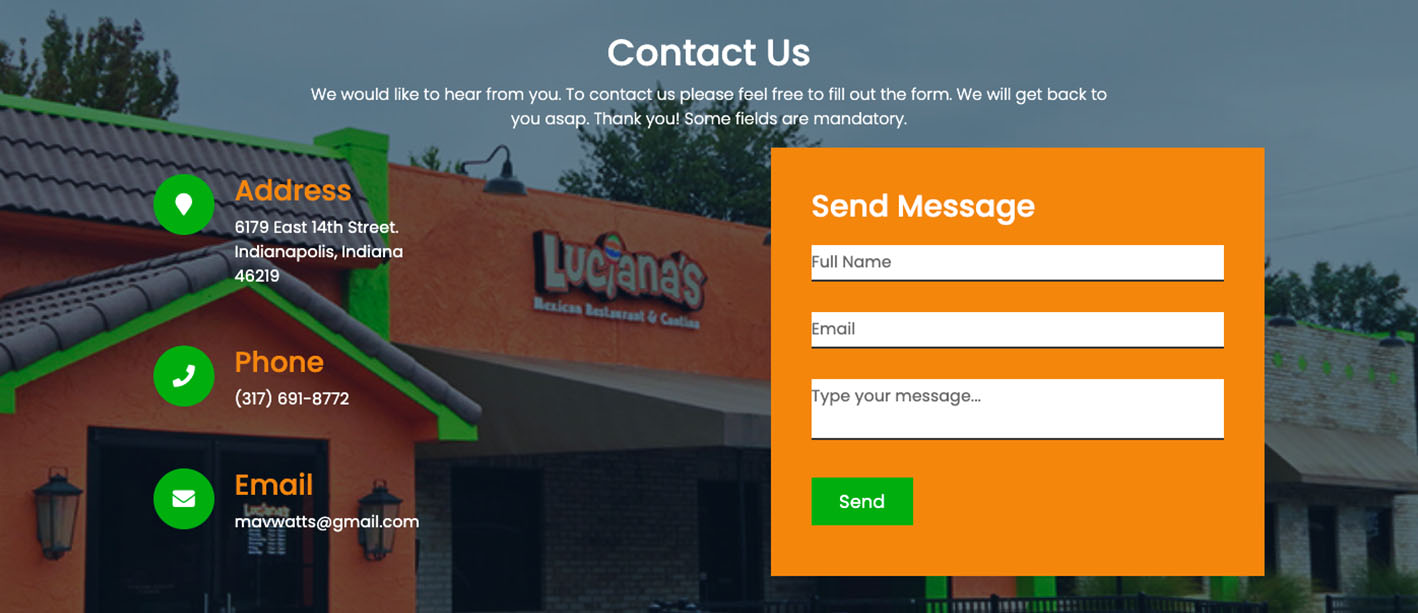 Contact Us
We would like to hear from you. To contact us please feel free to fill out the form. We will get back to
you asap. Thank you! Some fields are mandatory.
Address
6179 East 14th Street.
Indianapolis, Indiana
46219
Phone
(317) 691-8772
Email
mavwatts@gmail.com
Luciana's
Mexican Restaurant & Cantina
Luciana's
Send Message
Full Name
Email
Type your message...
Send